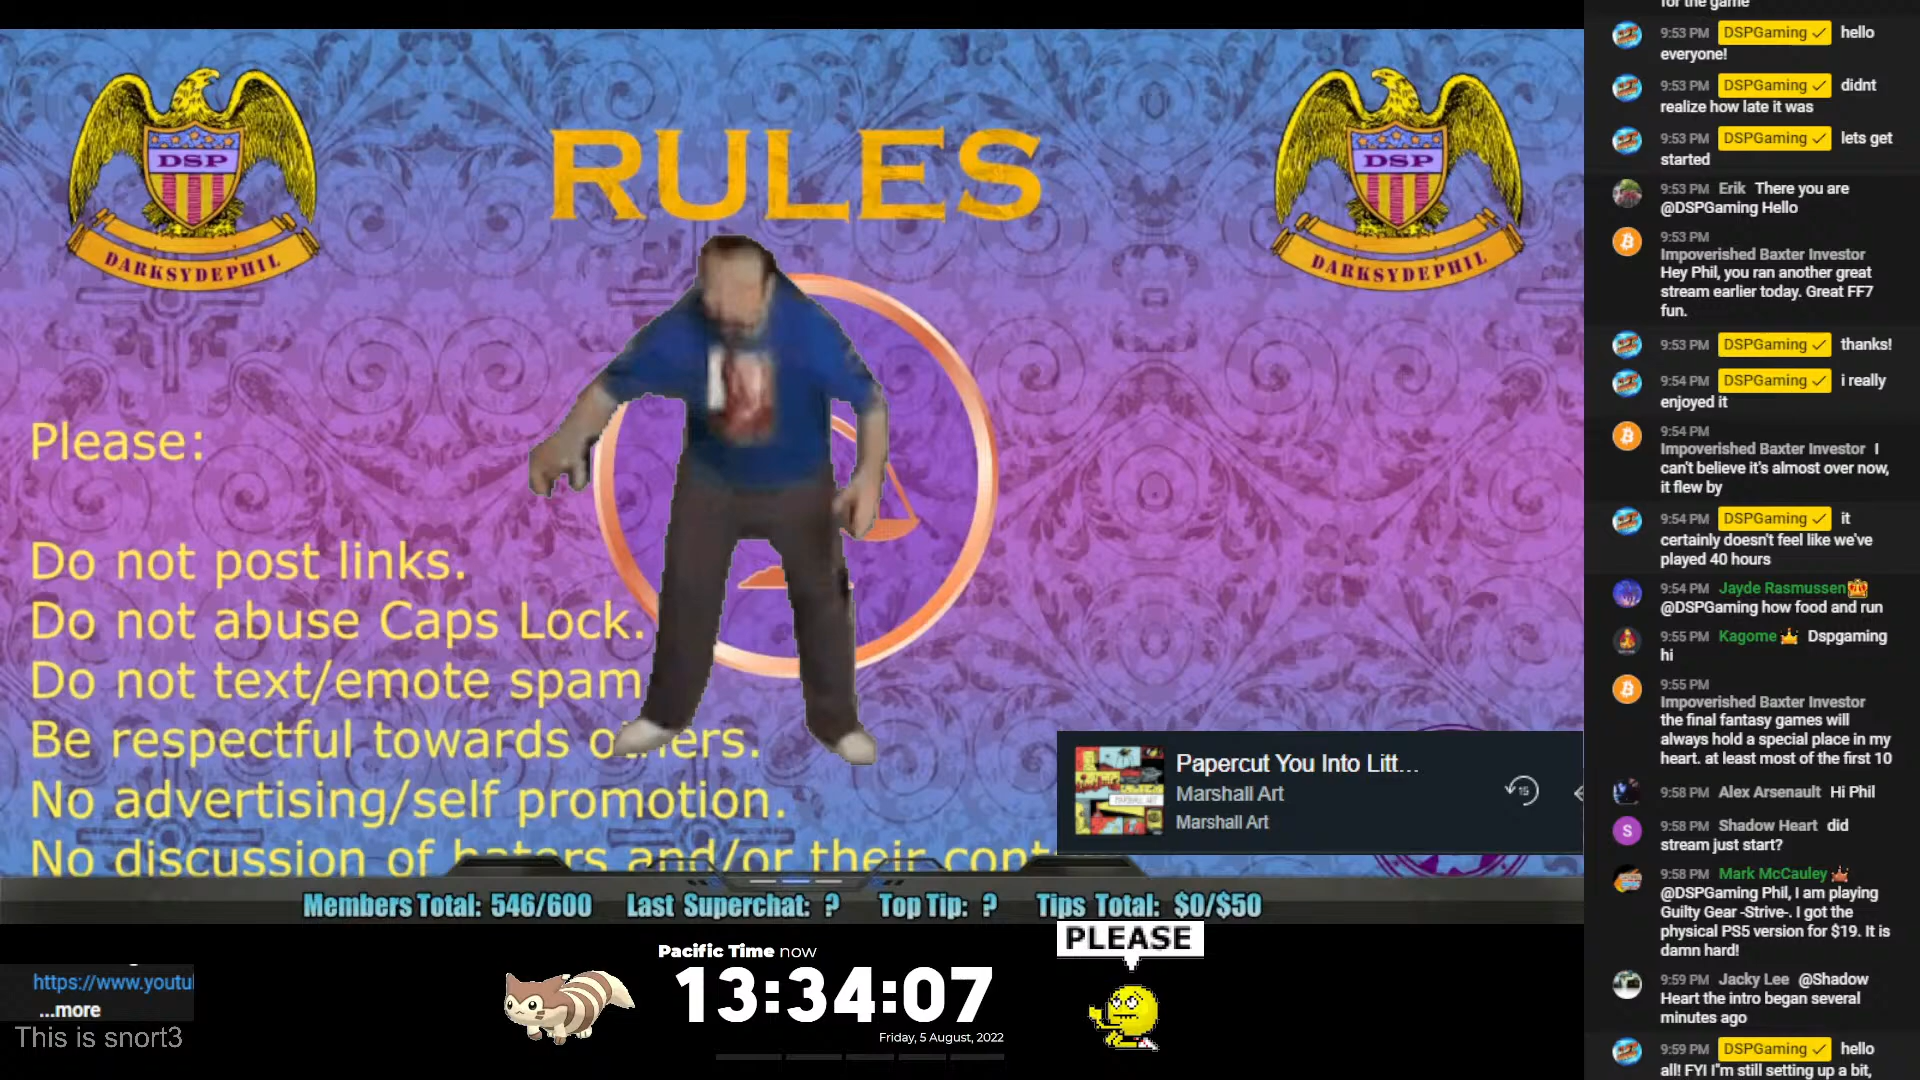 RULES
DSP
DARKSYDEPHIL
DSP
DARKSYDEPHIL
Please:
Do not post links.
Do not abuse Caps Lock.
Do not text/emote spam
Be respectful towards others.
No advertising/self promotion.
No discussion of haters and/or their cont
Papercut You Into Litt...
Marshall Art
Marshall Art
15
Members Total: 546/600 Last Superchat: ? Top Tip: ? Tips Total: $0/$50
PLEASE
Pacific Time now
13:34:07
Friday, 5 August, 2022
https://www.youtu
...more
This is snort3
for the game
9:53 PM DSPGaming hello
everyone!
9:53 PM DSPGaming didnt
realize how late it was
9:53 PM DSPGaming lets get
started
9:53 PM Erik There you are
@DSPGaming Hello
9:53 PM
Impoverished Baxter Investor
Hey Phil, you ran another great
stream earlier today. Great FF7
fun.
9:53 PM DSPGaming thanks!
9:54 PM DSPGaming i really
enjoyed it
9:54 PM
Impoverished Baxter Investor I
can't believe it's almost over now,
it flew by
9:54 PM DSPGaming it
certainly doesn't feel like we've
played 40 hours
9:54 PM Jayde Rasmussen
@DSPGaming how food and run
9:55 PM Kagome Dspgaming
hi
9:55 PM
Impoverished Baxter Investor
the final fantasy games will
always hold a special place in my
heart. at least most of the first 10
9:58 PM Alex Arsenault Hi Phil
S
9:58 PM Shadow Heart did
stream just start?
9:58 PM Mark McCauley
@DSPGaming Phil, I am playing
Guilty Gear -Strive-. I got the
physical PS5 version for $19. It is
damn hard!
9:59 PM Jacky Lee @Shadow
Heart the intro began several
minutes ago
9:59 PM DSPGaming hello
all! FYI I"m still setting up a bit,